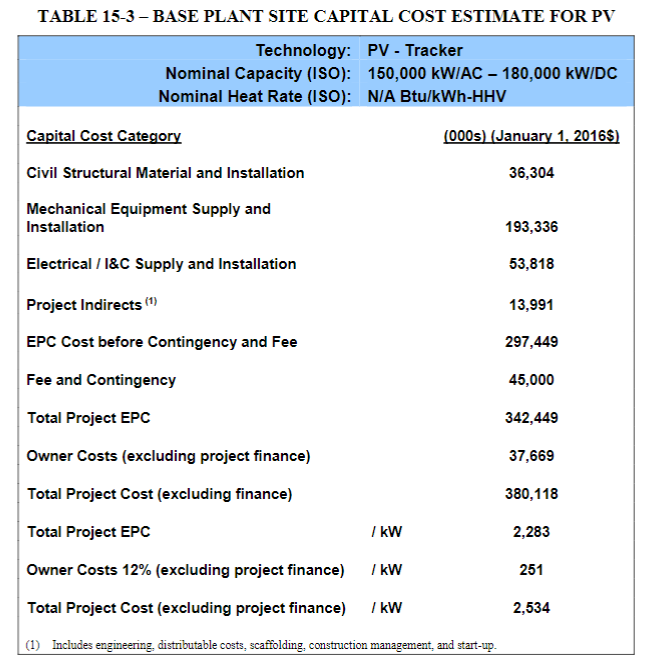 TABLE 15-3 – BASE PLANT SITE CAPITAL COST ESTIMATE FOR PV
Technology: PV - Tracker
Nominal Capacity (ISO): 150,000 kW/AC – 180,000 kW/DC
Nominal Heat Rate (ISO): N/A Btu/kWh-HHV
Capital Cost Category (000s) (January 1, 2016$)
Civil Structural Material and Installation 36,304
Mechanical Equipment Supply and
Installation 193,336
Electrical / I&C Supply and Installation 53,818
Project Indirects (1) 13,991
EPC Cost before Contingency and Fee 297,449
Fee and Contingency 45,000
Total Project EPC 342,449
Owner Costs (excluding project finance) 37,669
Total Project Cost (excluding finance) 380,118
Total Project EPC / kW 2,283
Owner Costs 12% (excluding project finance) / kW 251
Total Project Cost (excluding project finance) / kW 2,534
(1) Includes engineering, distributable costs, scaffolding, construction management, and start-up.